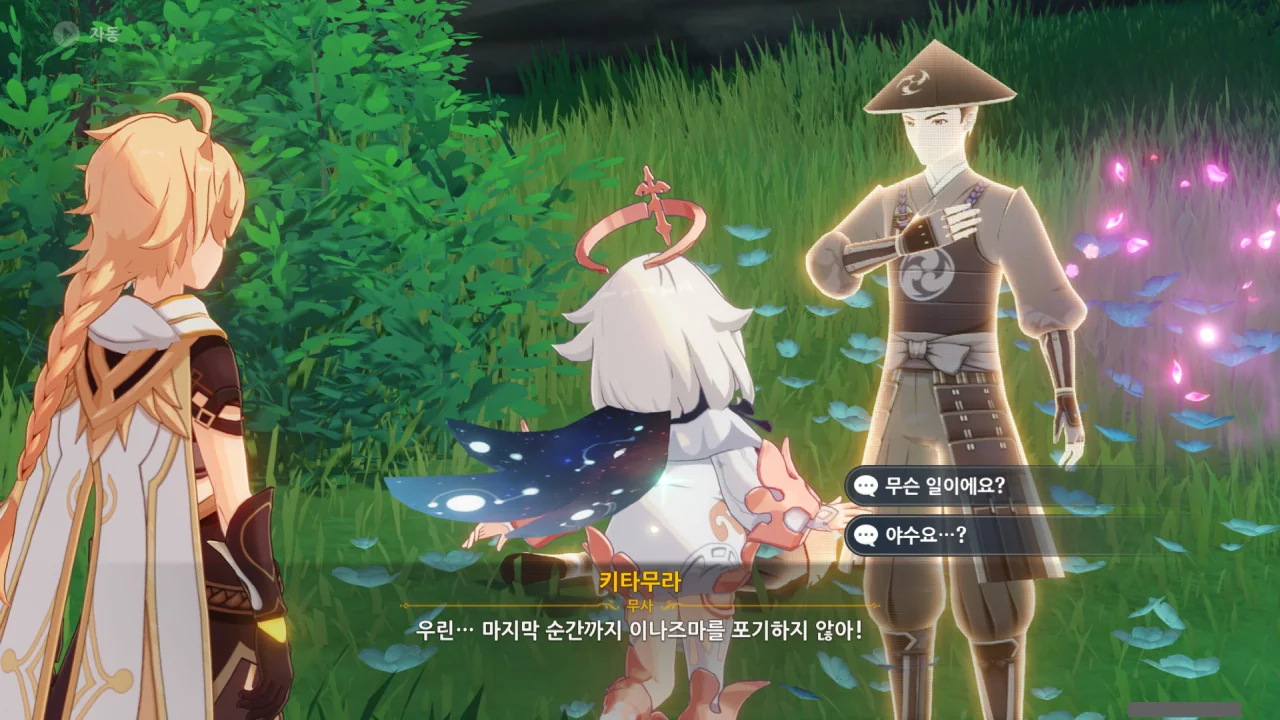 자동
무슨 일이에요?
야수요…?
키타무라
무사
우린… 마지막 순간까지 이나즈마를 포기하지 않아!